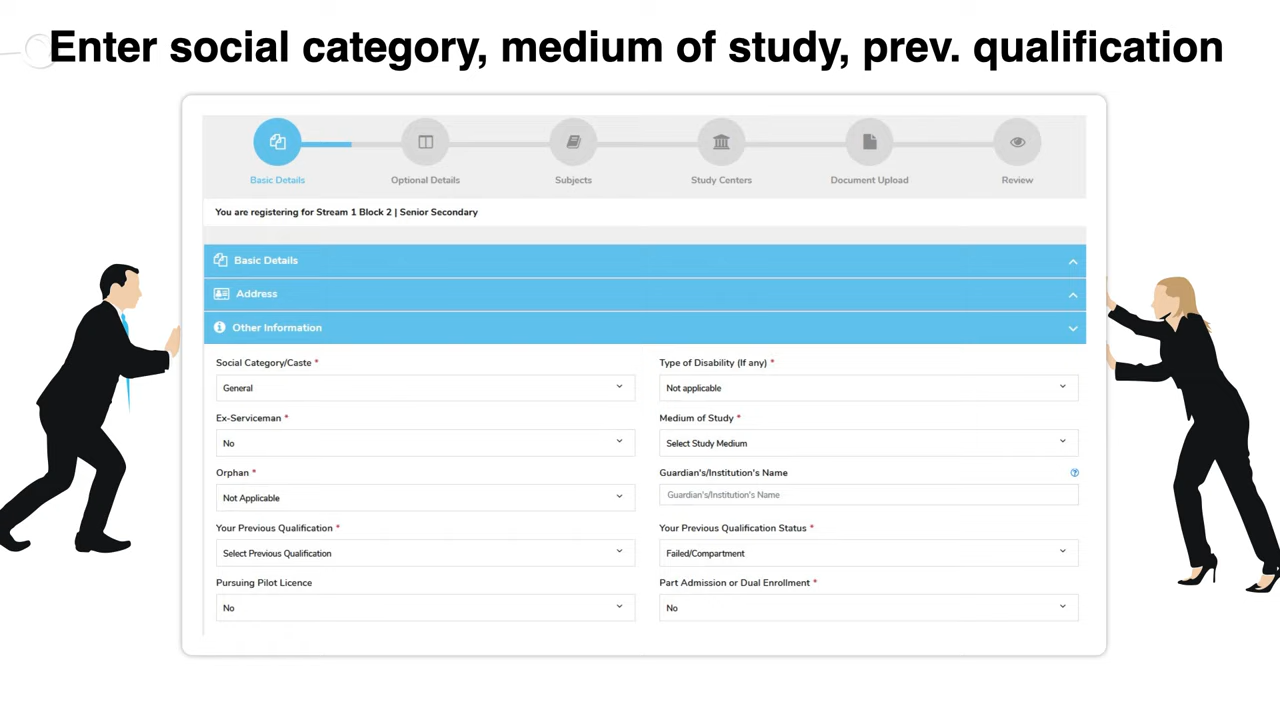 Enter social category, medium of study, prev. qualification
Basic Details
Optional Details
Subjects
Study Centers
Document Upload
Review
You are registering for Stream 1 Block 2 | Senior Secondary
Basic Details
Address
Other Information
Social Category/Caste *
Type of Disability (If any) *
General
Not applicable
Ex-Serviceman *
Medium of Study *
No
Select Study Medium
Orphan *
Guardian's/Institution's Name
Not Applicable
Guardian's/Institution's Name
Your Previous Qualification *
Your Previous Qualification Status *
Select Previous Qualification
Failed/Compartment
Pursuing Pilot Licence
Part Admission or Dual Enrollment *
No
No